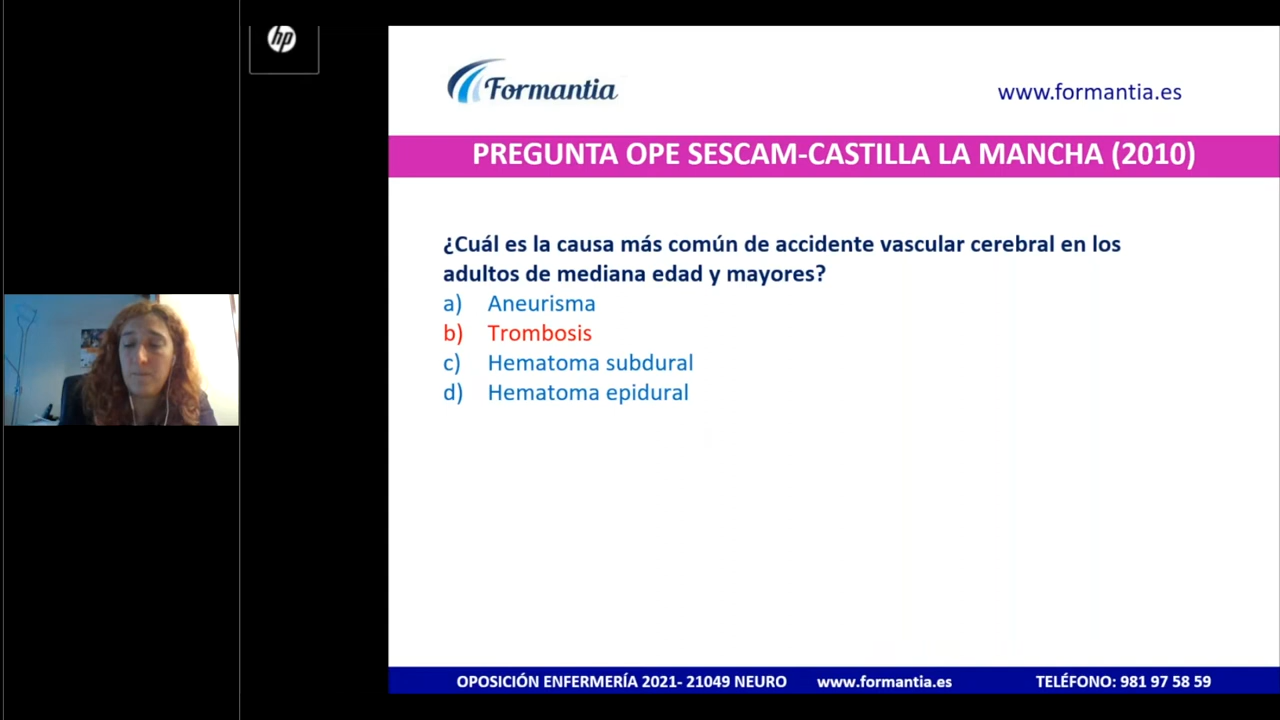 hp
Formantia
www.formantia.es
PREGUNTA OPE SESCAM-CASTILLA LA MANCHA (2010)
¿Cuál es la causa más común de accidente vascular cerebral en los
adultos de mediana edad y mayores?
a) Aneurisma
b) Trombosis
c) Hematoma subdural
d) Hematoma epidural
OPOSICIÓN ENFERMERÍA 2021- 21049 NEURO www.formantia.es TELÉFONO: 981 97 58 59